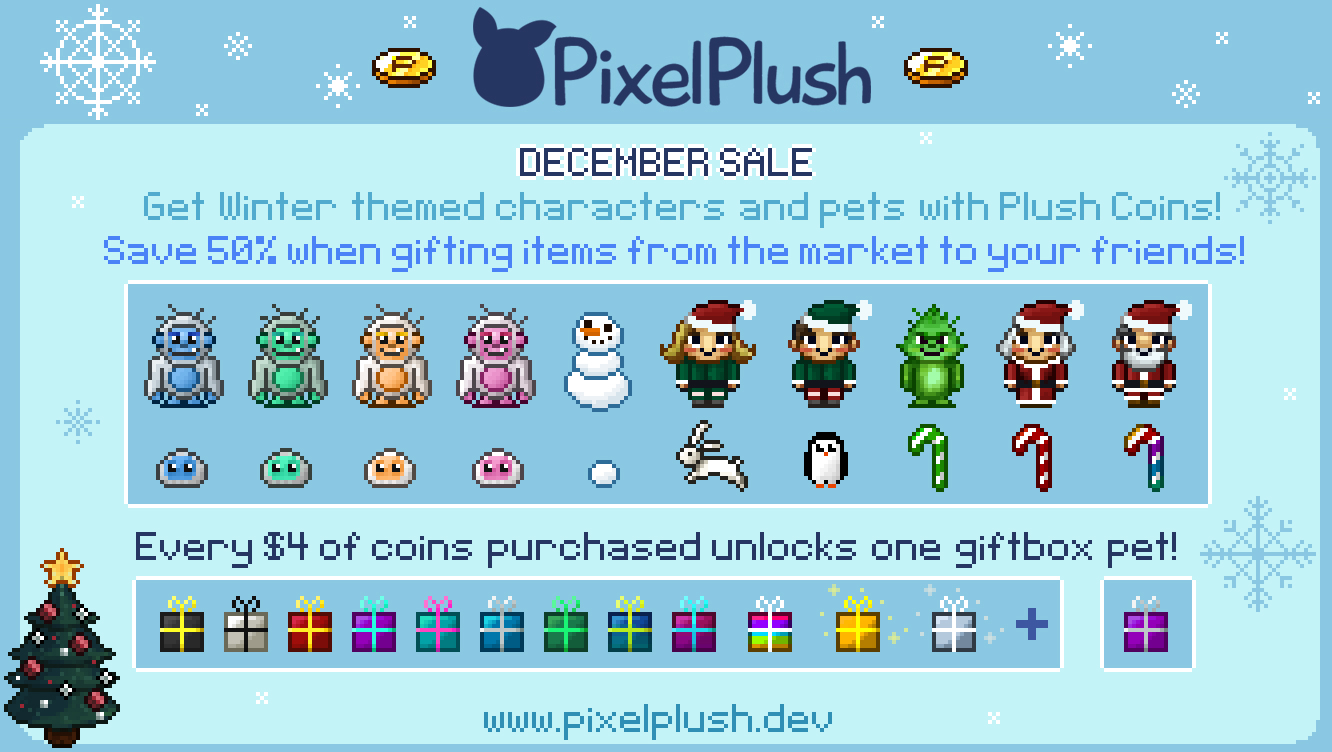 PixelPlush
DECEMBER SALE
Get Winter themed characters and pets with Plush Coins!
Save 50% when gifting items from the market to your friends!
Every $4 of coins purchased unlocks one giftbox pet!
+
www.pixelplush.dev